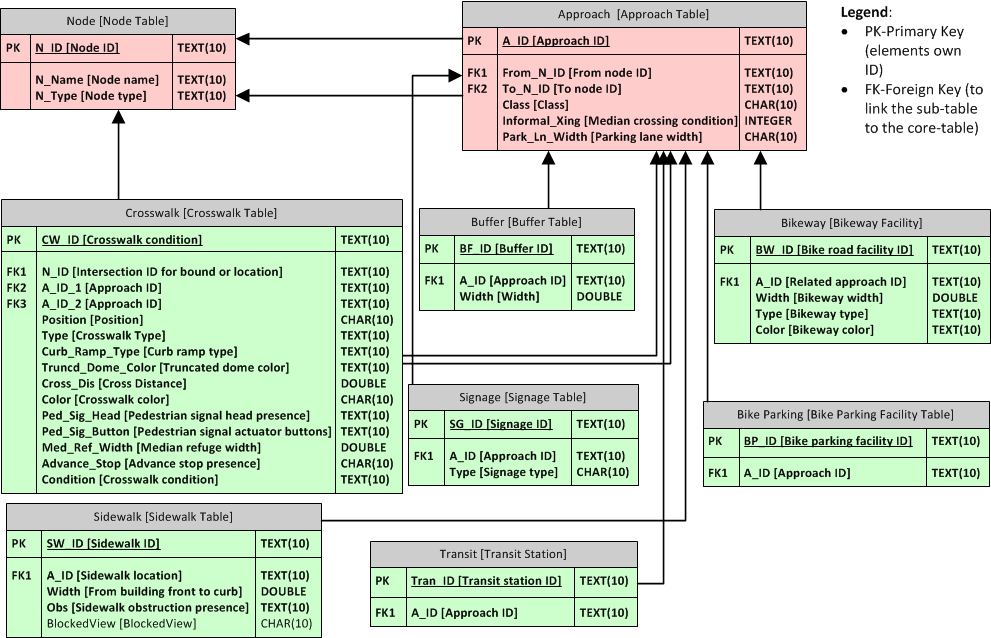 Node [Node Table]
PK N_ID [Node ID] TEXT(10)
N_Name [Node name] TEXT(10)
N_Type [Node type] TEXT(10)
Approach [Approach Table]
PK A_ID [Approach ID] TEXT(10)
FK1 From_N_ID [From node ID] TEXT(10)
FK2 To_N_ID [To node ID] TEXT(10)
Class [Class] CHAR(10)
Informal_Xing [Median crossing condition] INTEGER
Park_Ln_Width [Parking lane width] CHAR(10)
Legend:
• PK-Primary Key
(elements own
ID)
• FK-Foreign Key (to
link the sub-table
to the core-table)
Crosswalk [Crosswalk Table]
PK CW_ID [Crosswalk condition] TEXT(10)
FK1 N_ID [Intersection ID for bound or location] TEXT(10)
FK2 A_ID_1 [Approach ID] TEXT(10)
FK3 A_ID_2 [Approach ID] TEXT(10)
Position [Position] CHAR(10)
Type [Crosswalk Type] TEXT(10)
Curb_Ramp_Type [Curb ramp type] TEXT(10)
Truncd_Dome_Color [Truncated dome color] TEXT(10)
Cross_Dis [Cross Distance] DOUBLE
Color [Crosswalk color] CHAR(10)
Ped_Sig_Head [Pedestrian signal head presence] TEXT(10)
Ped_Sig_Button [Pedestrian signal actuator buttons] TEXT(10)
Med_Ref_Width [Median refuge width] DOUBLE
Advance_Stop [Advance stop presence] CHAR(10)
Condition [Crosswalk condition] TEXT(10)
Buffer [Buffer Table]
PK BF_ID [Buffer ID] TEXT(10)
FK1 A_ID [Approach ID] TEXT(10)
Width [Width] DOUBLE
Bikeway [Bikeway Facility]
PK BW_ID [Bike road facility ID] TEXT(10)
FK1 A_ID [Related approach ID] TEXT(10)
Width [Bikeway width] DOUBLE
Type [Bikeway type] TEXT(10)
Color [Bikeway color] TEXT(10)
Signage [Signage Table]
PK SG_ID [Signage ID] TEXT(10)
FK1 A_ID [Approach ID] TEXT(10)
Type [Signage type] CHAR(10)
Bike Parking [Bike Parking Facility Table]
PK BP_ID [Bike parking facility ID] TEXT(10)
FK1 A_ID [Approach ID] TEXT(10)
Sidewalk [Sidewalk Table]
PK SW_ID [Sidewalk ID] TEXT(10)
FK1 A_ID [Sidewalk location] TEXT(10)
Width [From building front to curb] DOUBLE
Obs [Sidewalk obstruction presence] TEXT(10)
BlockedView [BlockedView] CHAR(10)
Transit [Transit Station]
PK Tran_ID [Transit station ID] TEXT(10)
FK1 A_ID [Approach ID] TEXT(10)